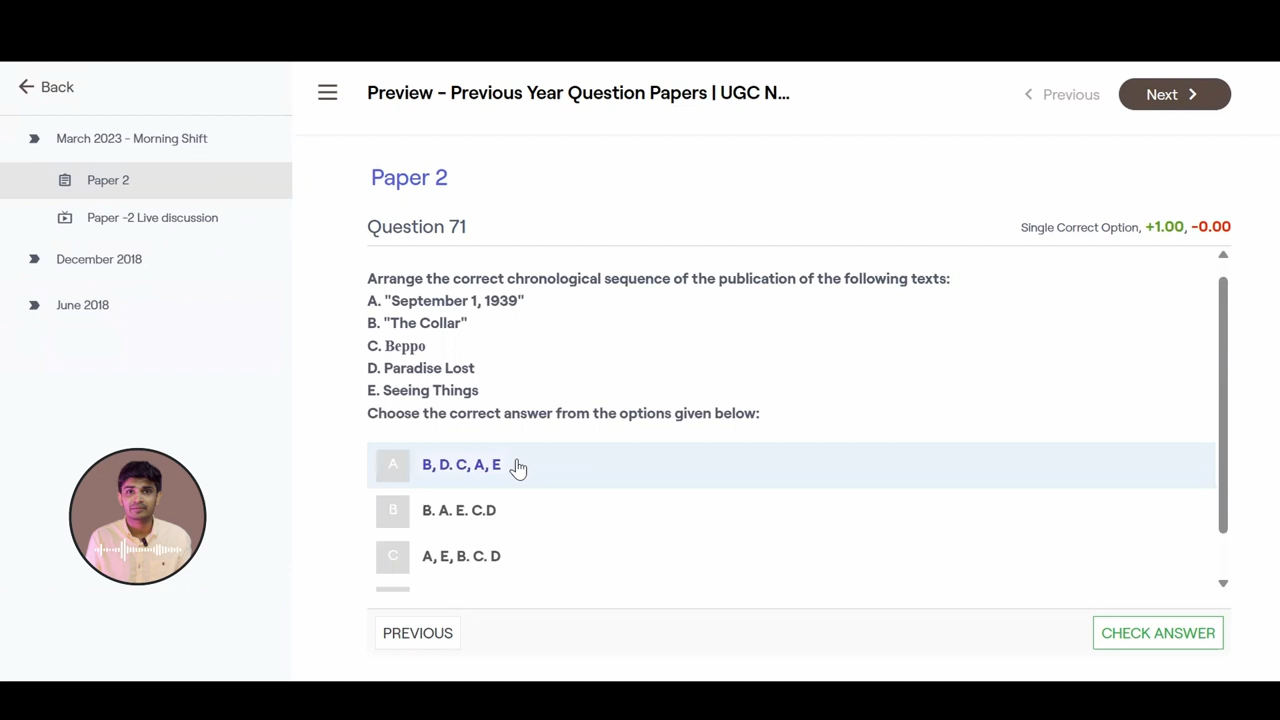 Back
Preview - Previous Year Question Papers | UGC N...
Previous
Next
March 2023 - Morning Shift
Paper 2
Paper -2 Live discussion
December 2018
June 2018
Paper 2
Question 71
Single Correct Option, +1.00, -0.00
Arrange the correct chronological sequence of the publication of the following texts:
A. "September 1, 1939"
B. "The Collar"
C. Beppo
D. Paradise Lost
E. Seeing Things
Choose the correct answer from the options given below:
A B, D. C, A, E
B B. A. E. C.D
C A, E, B. C. D
PREVIOUS
CHECK ANSWER